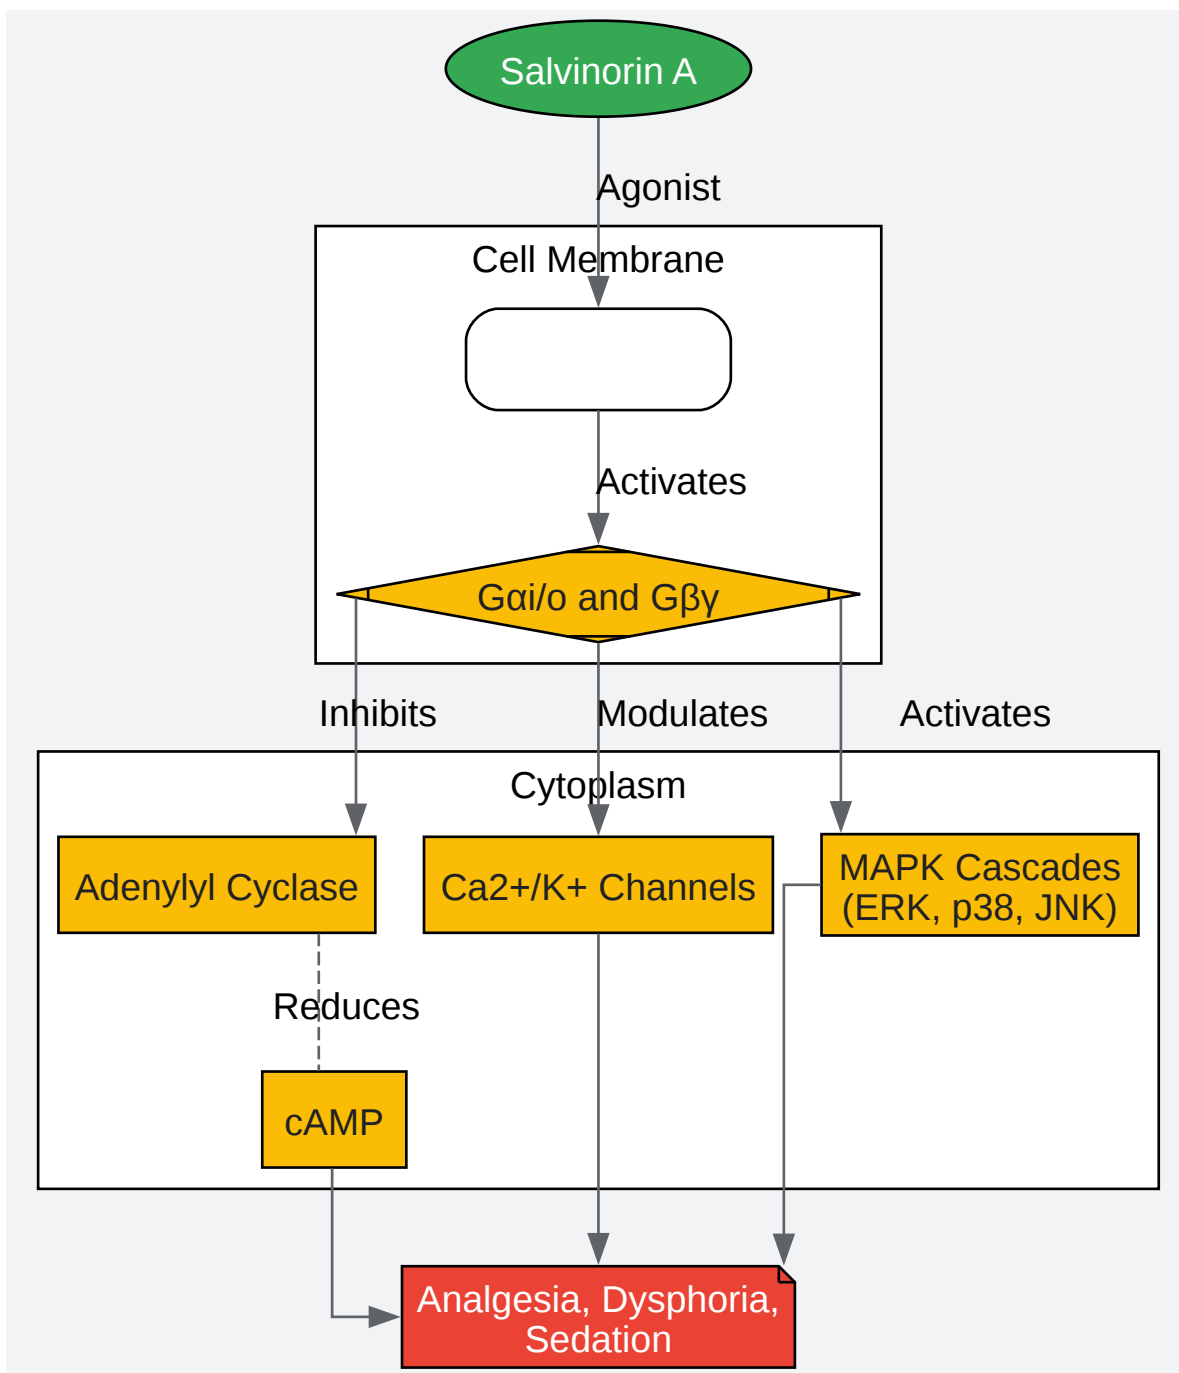 Salvinorin A
Agonist
Cell Membrane
Activates
Gαi/o and Gβγ
Inhibits
Modulates
Activates
Cytoplasm
Adenylyl Cyclase
Ca2+/K+ Channels
MAPK Cascades
(ERK, p38, JNK)
Reduces
cAMP
Analgesia, Dysphoria,
Sedation